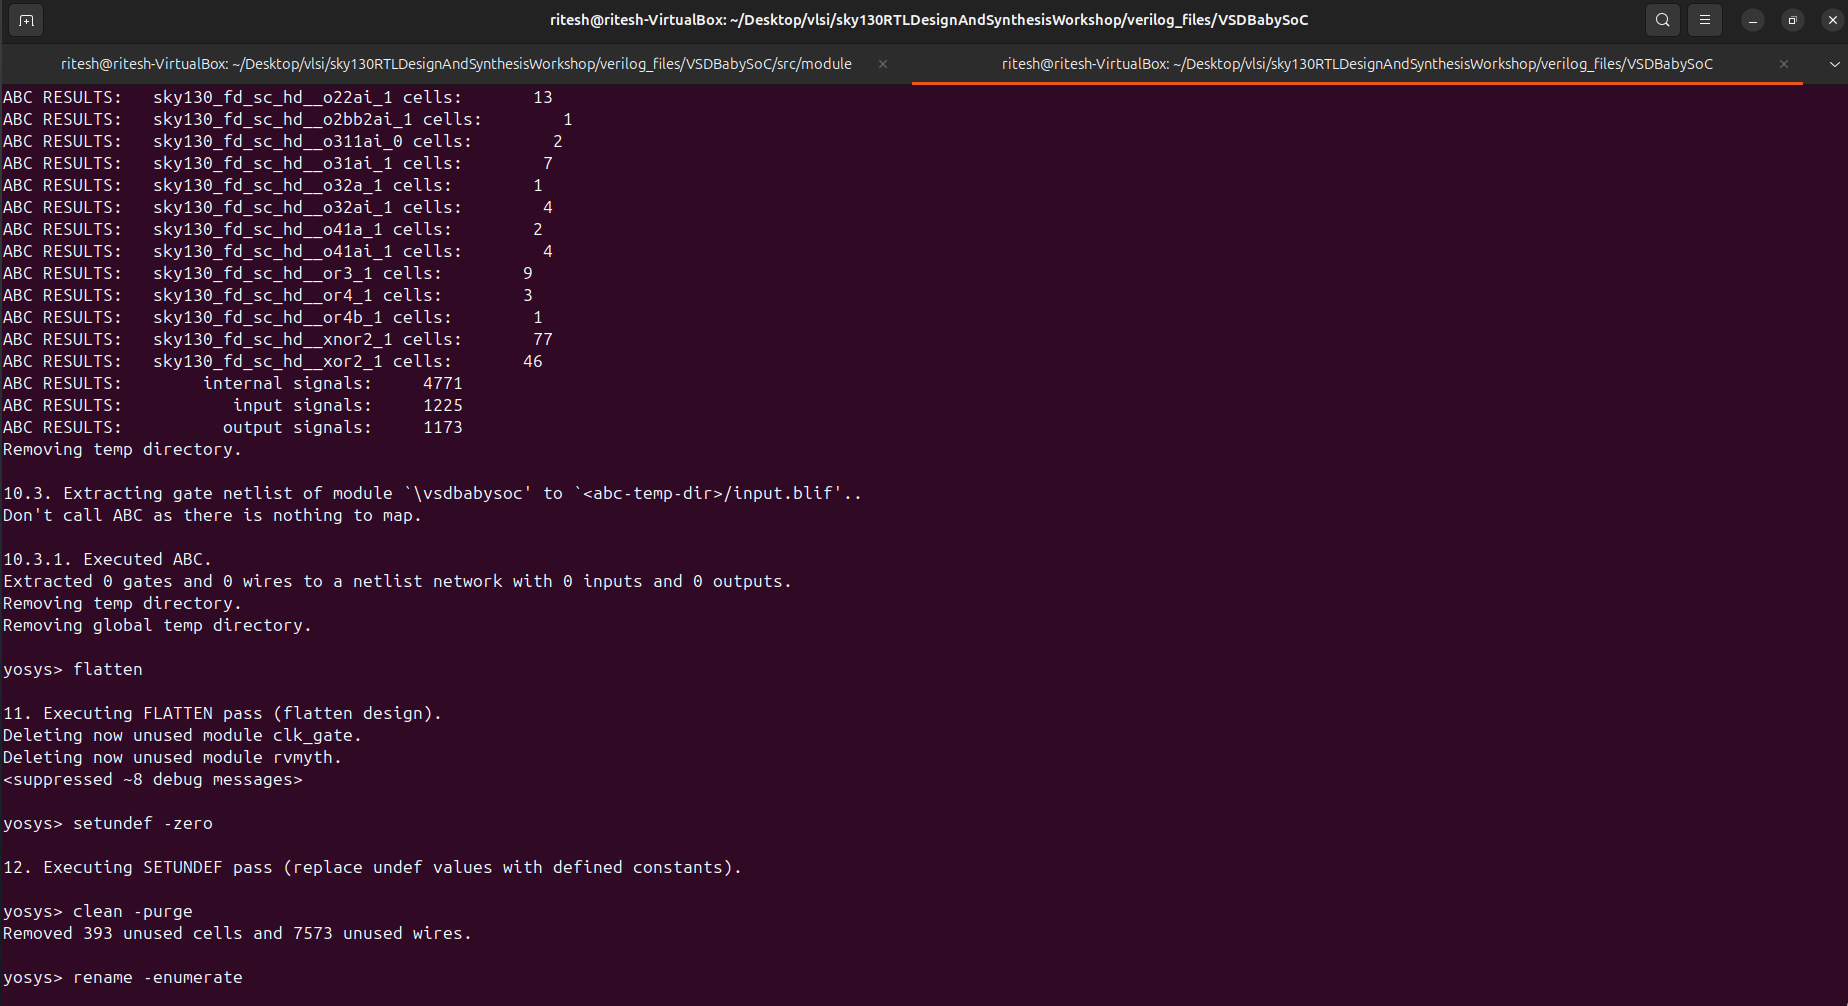 ritesh@ritesh-VirtualBox: ~/Desktop/vlsi/sky130RTLDesignAndSynthesisWorkshop/verilog_files/VSDBabySoC
ritesh@ritesh-VirtualBox: ~/Desktop/vlsi/sky130RTLDesignAndSynthesisWorkshop/verilog_files/VSDBabySoC/src/module
ritesh@ritesh-VirtualBox: ~/Desktop/vlsi/sky130RTLDesignAndSynthesisWorkshop/verilog_files/VSDBabySoC
ABC RESULTS:   sky130_fd_sc_hd__o22ai_1 cells:       13
ABC RESULTS:   sky130_fd_sc_hd__o2bb2ai_1 cells:        1
ABC RESULTS:   sky130_fd_sc_hd__o311ai_0 cells:        2
ABC RESULTS:   sky130_fd_sc_hd__o31ai_1 cells:        7
ABC RESULTS:   sky130_fd_sc_hd__o32a_1 cells:        1
ABC RESULTS:   sky130_fd_sc_hd__o32ai_1 cells:        4
ABC RESULTS:   sky130_fd_sc_hd__o41a_1 cells:        2
ABC RESULTS:   sky130_fd_sc_hd__o41ai_1 cells:        4
ABC RESULTS:   sky130_fd_sc_hd__or3_1 cells:        9
ABC RESULTS:   sky130_fd_sc_hd__or4_1 cells:        3
ABC RESULTS:   sky130_fd_sc_hd__or4b_1 cells:        1
ABC RESULTS:   sky130_fd_sc_hd__xnor2_1 cells:       77
ABC RESULTS:   sky130_fd_sc_hd__xor2_1 cells:       46
ABC RESULTS:        internal signals:     4771
ABC RESULTS:           input signals:     1225
ABC RESULTS:          output signals:     1173
Removing temp directory.
10.3. Extracting gate netlist of module `\vsdbabysoc' to `<abc-temp-dir>/input.blif'..
Don't call ABC as there is nothing to map.
10.3.1. Executed ABC.
Extracted 0 gates and 0 wires to a netlist network with 0 inputs and 0 outputs.
Removing temp directory.
Removing global temp directory.
yosys> flatten
11. Executing FLATTEN pass (flatten design).
Deleting now unused module clk_gate.
Deleting now unused module rvmyth.
<suppressed ~8 debug messages>
yosys> setundef -zero
12. Executing SETUNDEF pass (replace undef values with defined constants).
yosys> clean -purge
Removed 393 unused cells and 7573 unused wires.
yosys> rename -enumerate